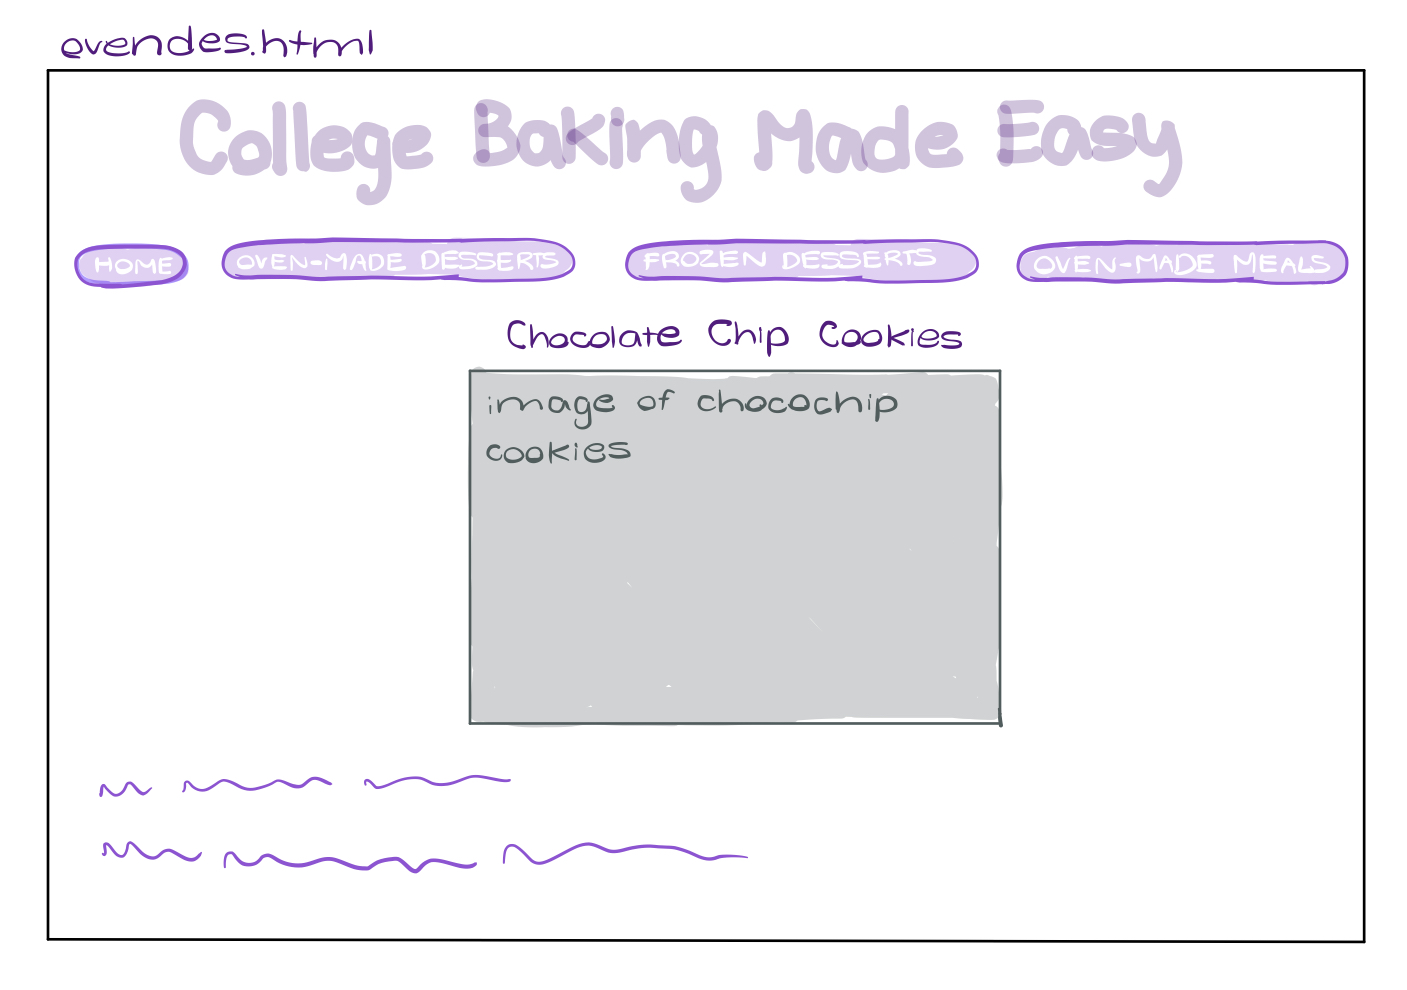 ovendes.html
College Baking Made Easy
HOME OVEN-MADE DESSERTS FROZEN DESSERTS OVEN-MADE MEALS
Chocolate Chip Cookies
image of chocochip
cookies